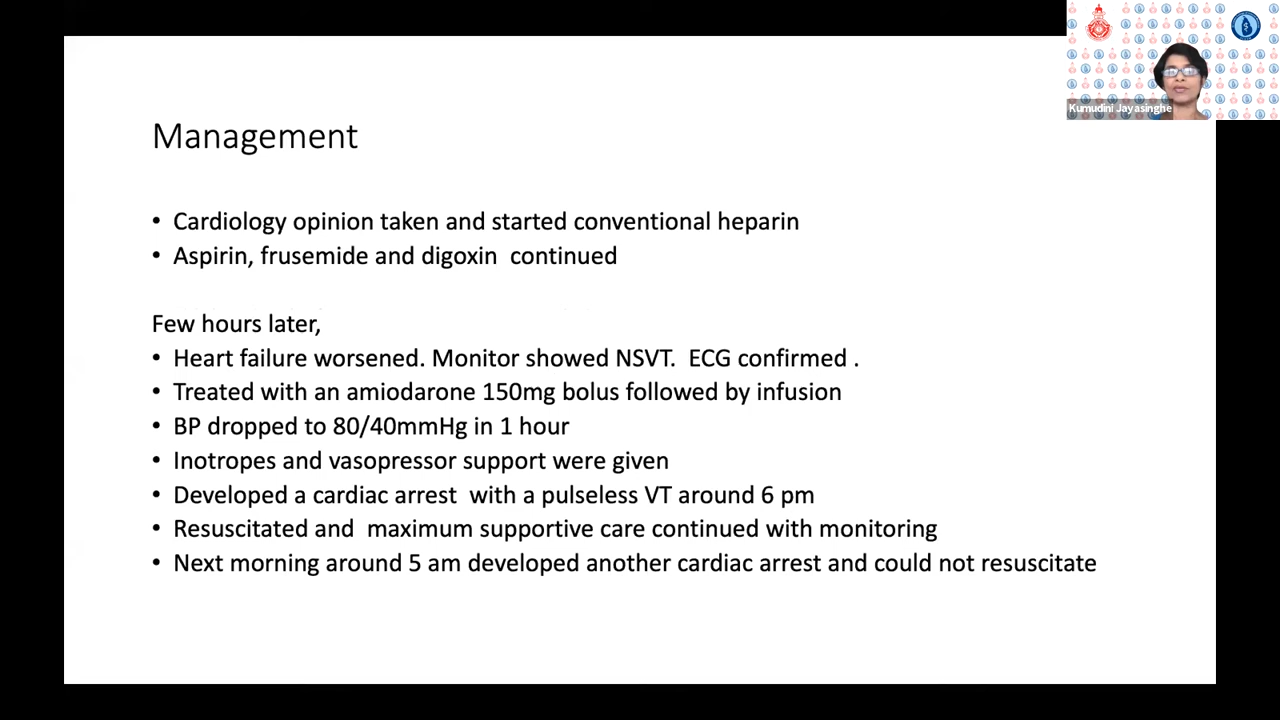 Kumudini Jayasinghe
Management
• Cardiology opinion taken and started conventional heparin
• Aspirin, frusemide and digoxin  continued
Few hours later,
• Heart failure worsened. Monitor showed NSVT.  ECG confirmed .
• Treated with an amiodarone 150mg bolus followed by infusion
• BP dropped to 80/40mmHg in 1 hour
• Inotropes and vasopressor support were given
• Developed a cardiac arrest  with a pulseless VT around 6 pm
• Resuscitated and  maximum supportive care continued with monitoring
• Next morning around 5 am developed another cardiac arrest and could not resuscitate